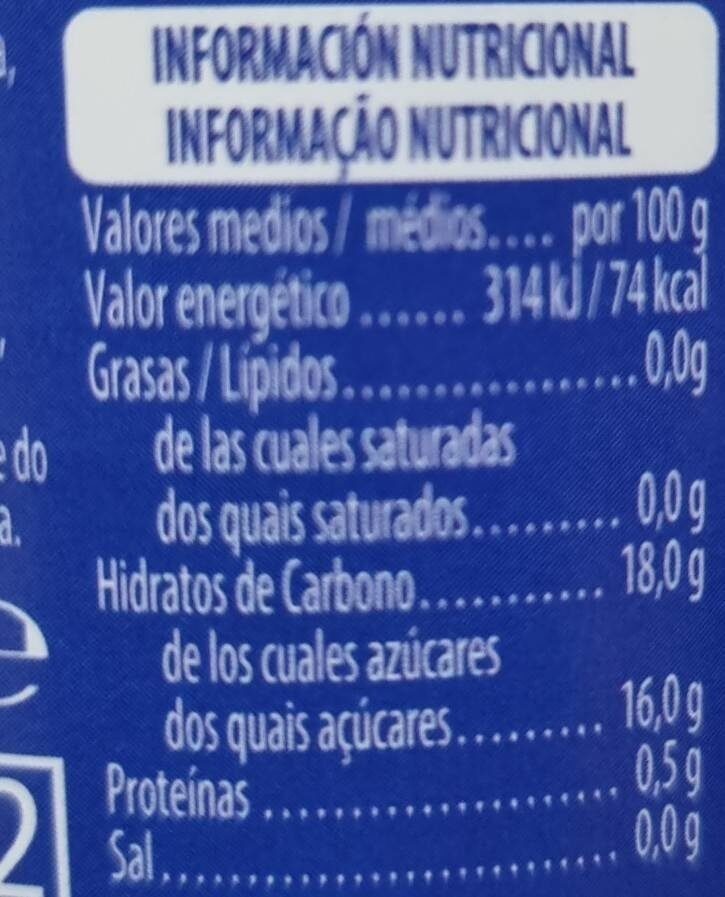 INFORMACIÓN NUTRICIONAL
INFORMAÇÃO NUTRICIONAL
Valores medios / médios.... por 100 g
Valor energético ...... 314 kJ / 74 kcal
Grasas / Lípidos.................. 0,0g
de las cuales saturadas
dos quais saturados.......... 0,0 g
Hidratos de Carbono............ 18,0 g
de los cuales azúcares
dos quais açúcares.......... 16,0 g
Proteínas ...................... 0,5 g
Sal............................ 0,0 g
e do
a.
2